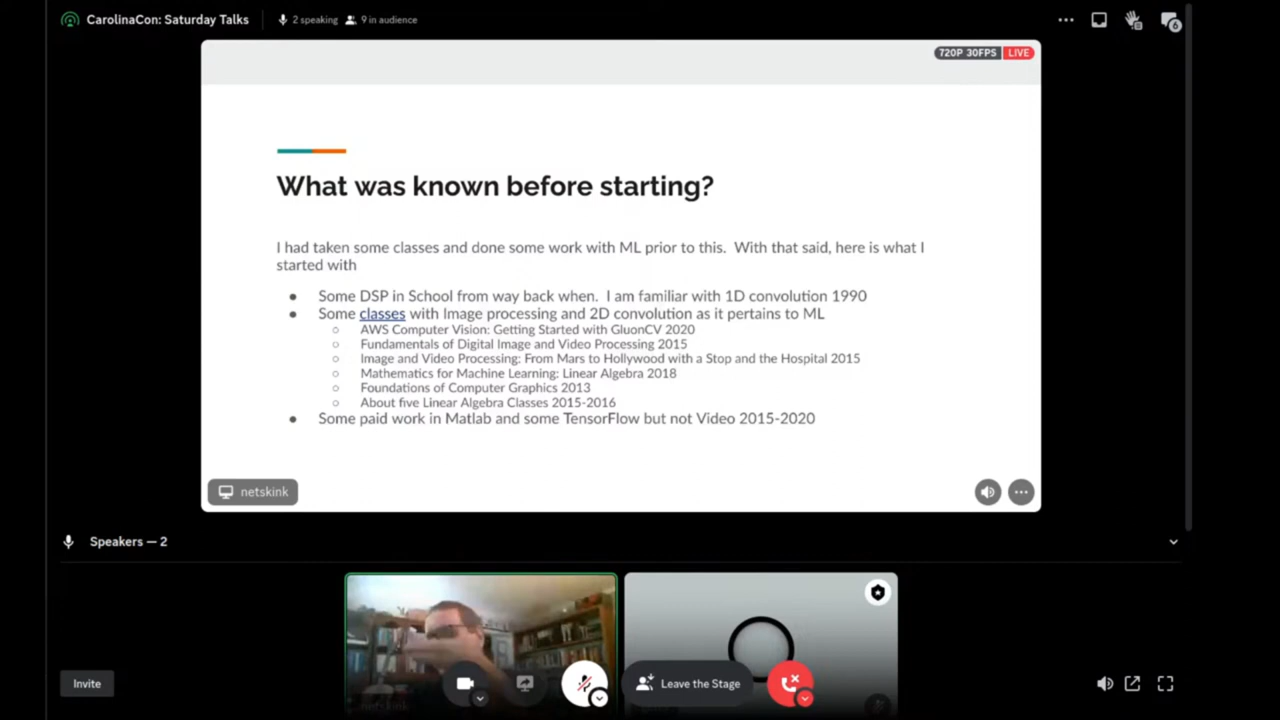 CarolinaCon: Saturday Talks
2 speaking
9 in audience
6
720P 30FPS
LIVE
What was known before starting?
I had taken some classes and done some work with ML prior to this. With that said, here is what I
started with
● Some DSP in School from way back when. I am familiar with 1D convolution 1990
● Some classes with Image processing and 2D convolution as it pertains to ML
○ AWS Computer Vision: Getting Started with GluonCV 2020
○ Fundamentals of Digital Image and Video Processing 2015
○ Image and Video Processing: From Mars to Hollywood with a Stop and the Hospital 2015
○ Mathematics for Machine Learning: Linear Algebra 2018
○ Foundations of Computer Graphics 2013
○ About five Linear Algebra Classes 2015-2016
● Some paid work in Matlab and some TensorFlow but not Video 2015-2020
netskink
Speakers — 2
netskink
Invite
Leave the Stage